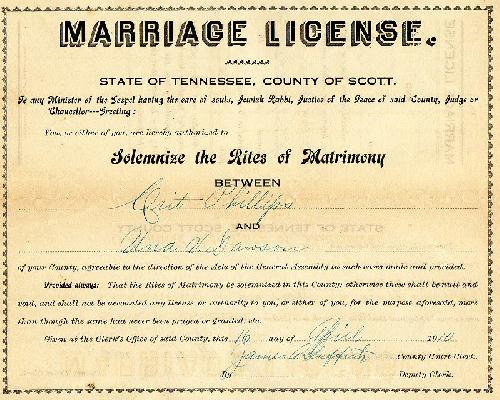 MARRIAGE LICENSE.
STATE OF TENNESSEE, COUNTY OF SCOTT.
To any Minister of the Gospel having the care of souls, Jewish Rabbi, Justice of the Peace of said County, Judge or
Chancellor—Greeting:
You, or either of you, are hereby authorized to
Solemnize the Rites of Matrimony
BETWEEN
Crit Phillips
AND
Lawson
of your County, agreeable to the direction of the Acts of the General Assembly in such cases made and provided.
Provided always: That the Rites of Matrimony be solemnized in this County; otherwise these shall be null and
void, and shall not be accounted any license or authority to you, or either of you, for the purpose aforesaid, more
than though the same had never been prayed or granted, etc.
Given at the Clerk's Office of said County, this 16 day of April 1910
James County Court Clerk.
By Deputy Clerk.